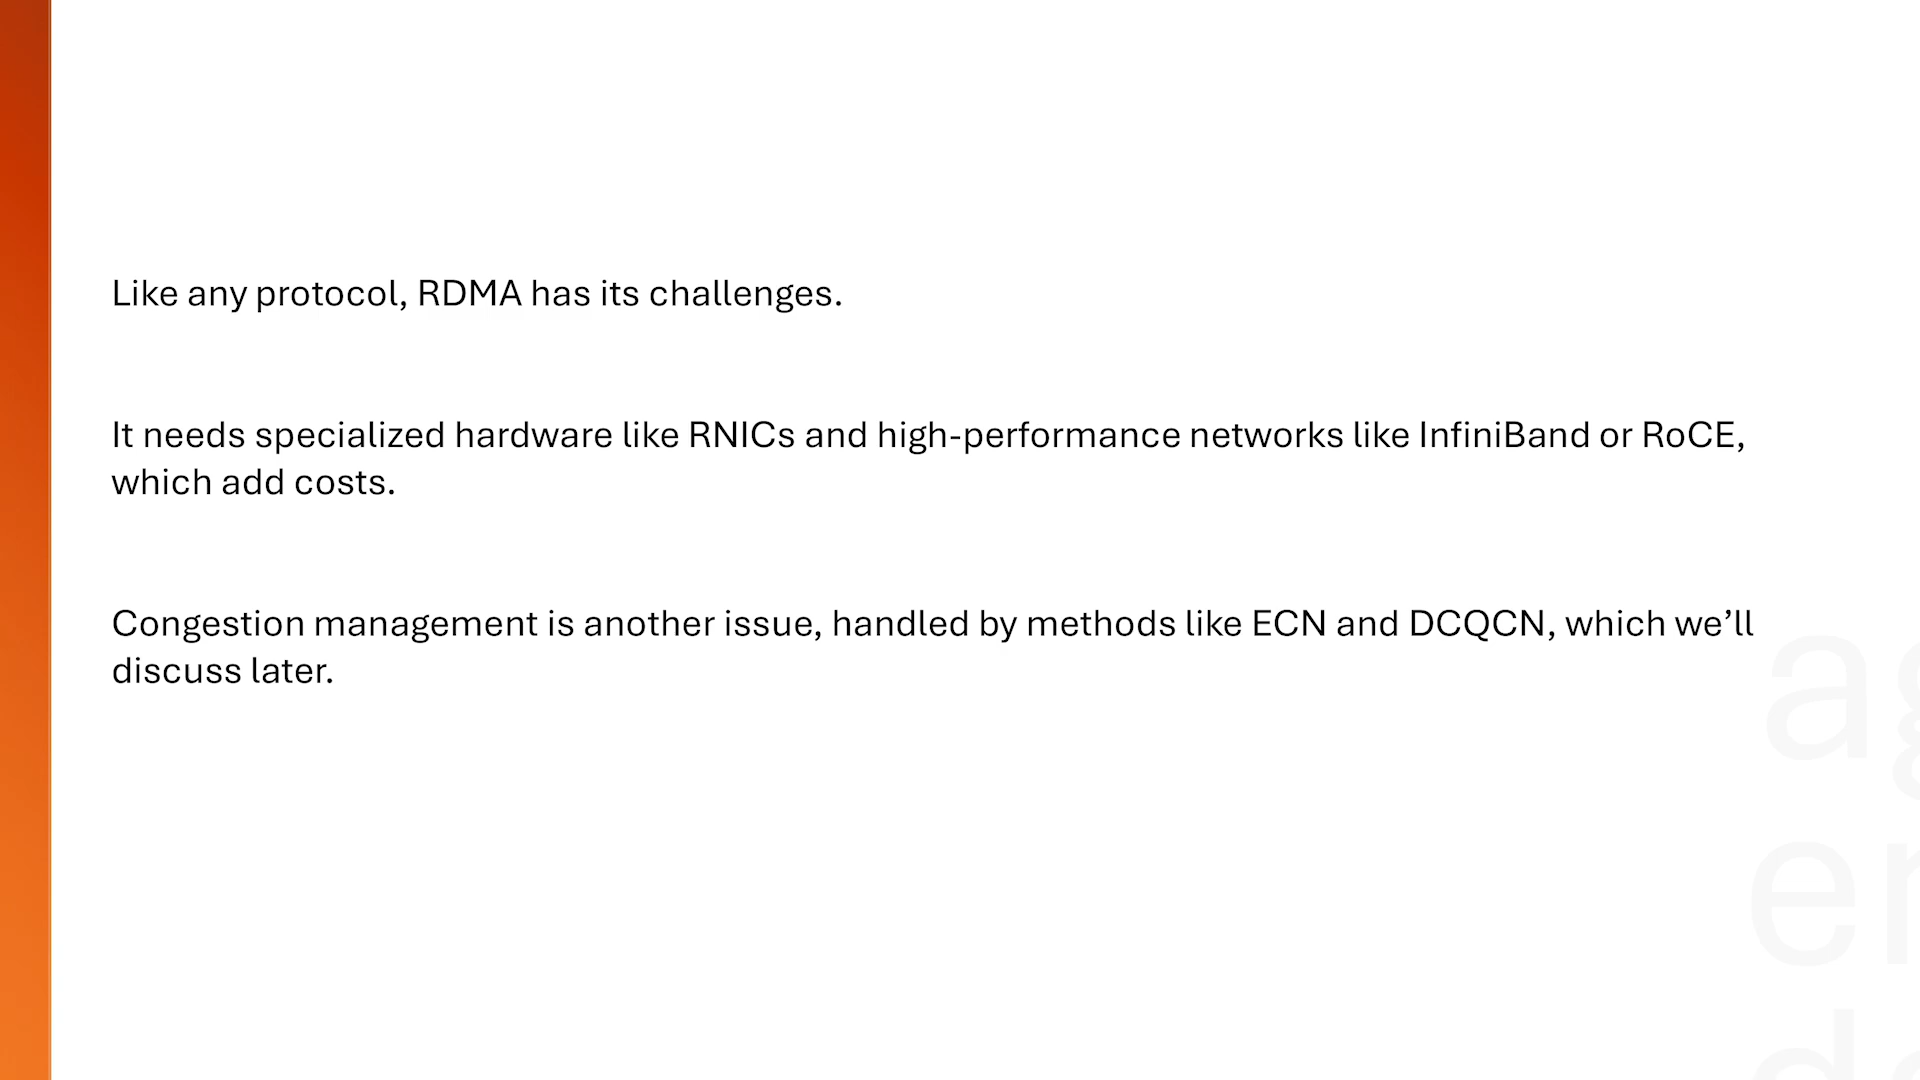 Like any protocol, RDMA has its challenges.
It needs specialized hardware like RNICs and high-performance networks like InfiniBand or RoCE,
which add costs.
Congestion management is another issue, handled by methods like ECN and DCQCN, which we’ll
discuss later.
ag
en